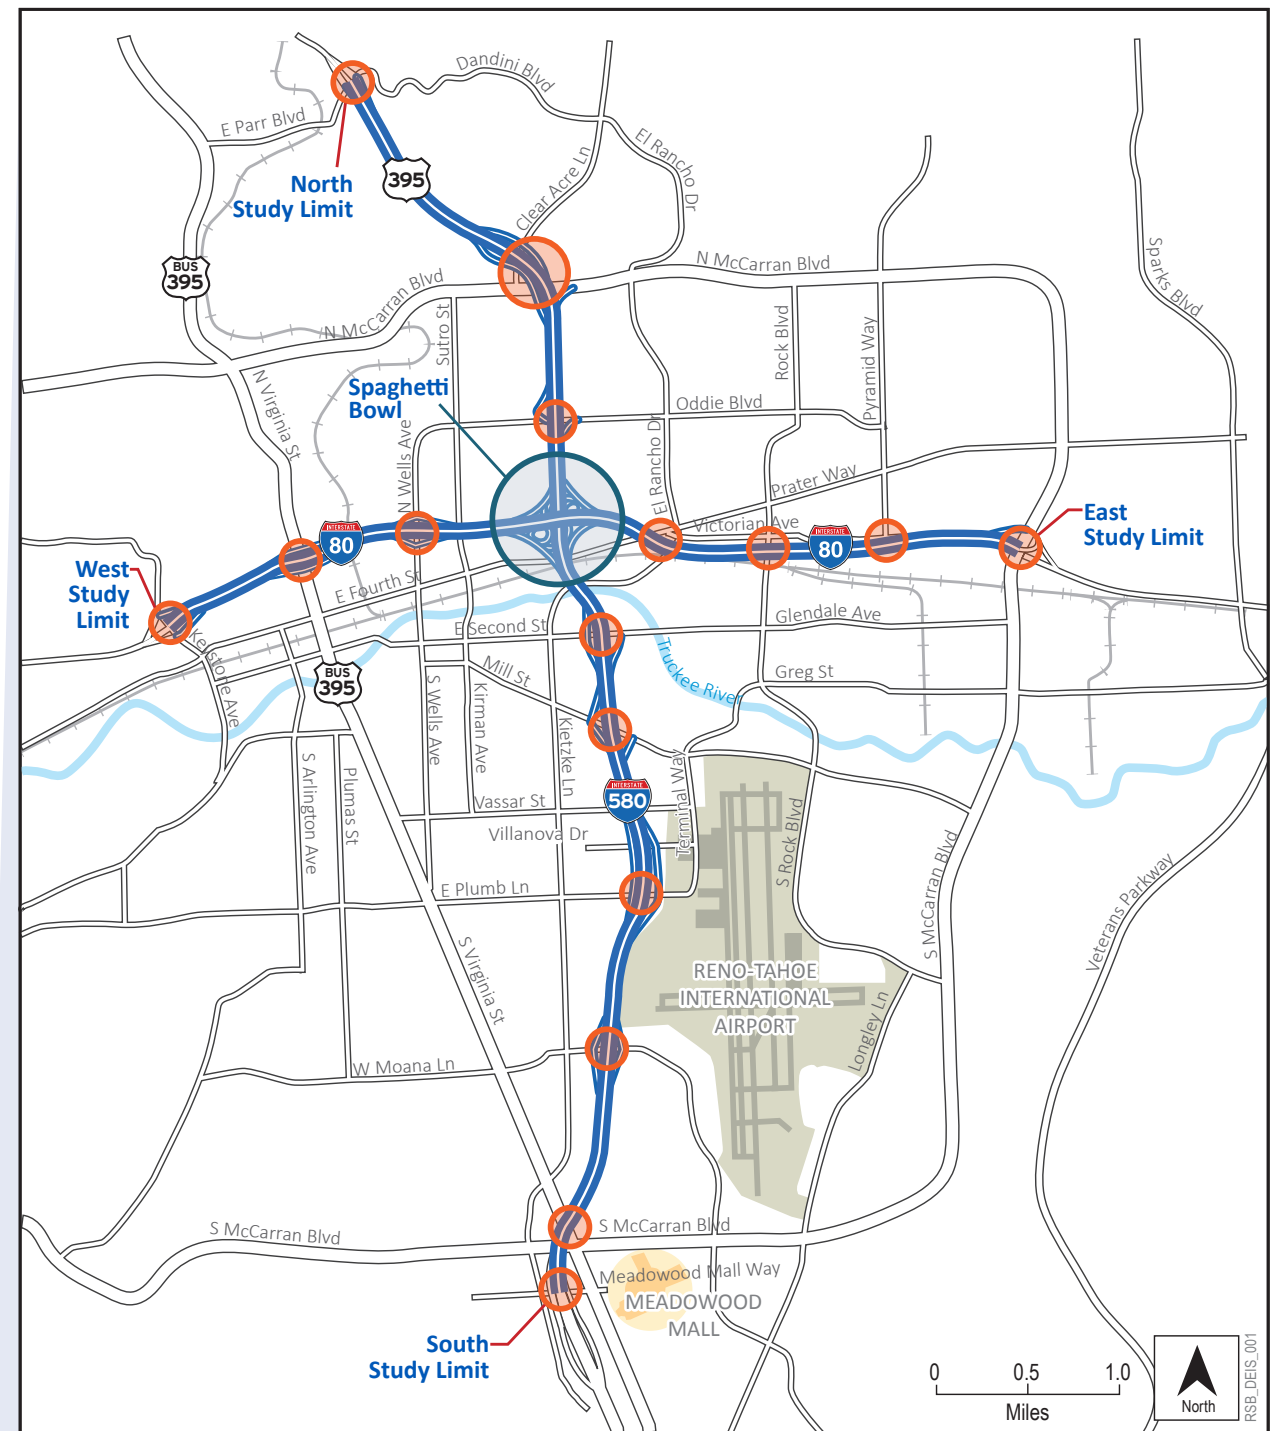 Dandini Blvd
E Parr Blvd
El Rancho Dr
Clear Acre Ln
395
North
Study Limit
N McCarran Blvd
Sparks Blvd
BUS
395
N McCarran Blvd
Sutro St
Rock Blvd
Pyramid Way
N Virginia St
Spaghetti
Bowl
Oddie Blvd
N Wells Ave
El Rancho Dr
Prater Way
Victorian Ave
East
Study Limit
INTERSTATE
80
INTERSTATE
80
West
Study
Limit
E Fourth St
Keystone Ave
E Second St
Glendale Ave
Truckee River
Mill St
Greg St
BUS
395
S Wells Ave
Kirman Ave
Kietzke Ln
S Arlington Ave
Plumas St
Terminal Way
INTERSTATE
580
Vassar St
Villanova Dr
S Rock Blvd
S McCarran Blvd
Veterans Parkway
E Plumb Ln
S Virginia St
RENO-TAHOE
INTERNATIONAL
AIRPORT
Longley Ln
W Moana Ln
S McCarran Blvd
S McCarran Blvd
Meadowood Mall Way
MEADOWOOD
MALL
South
Study Limit
0 0.5 1.0
Miles
North
RSB_DEIS_001